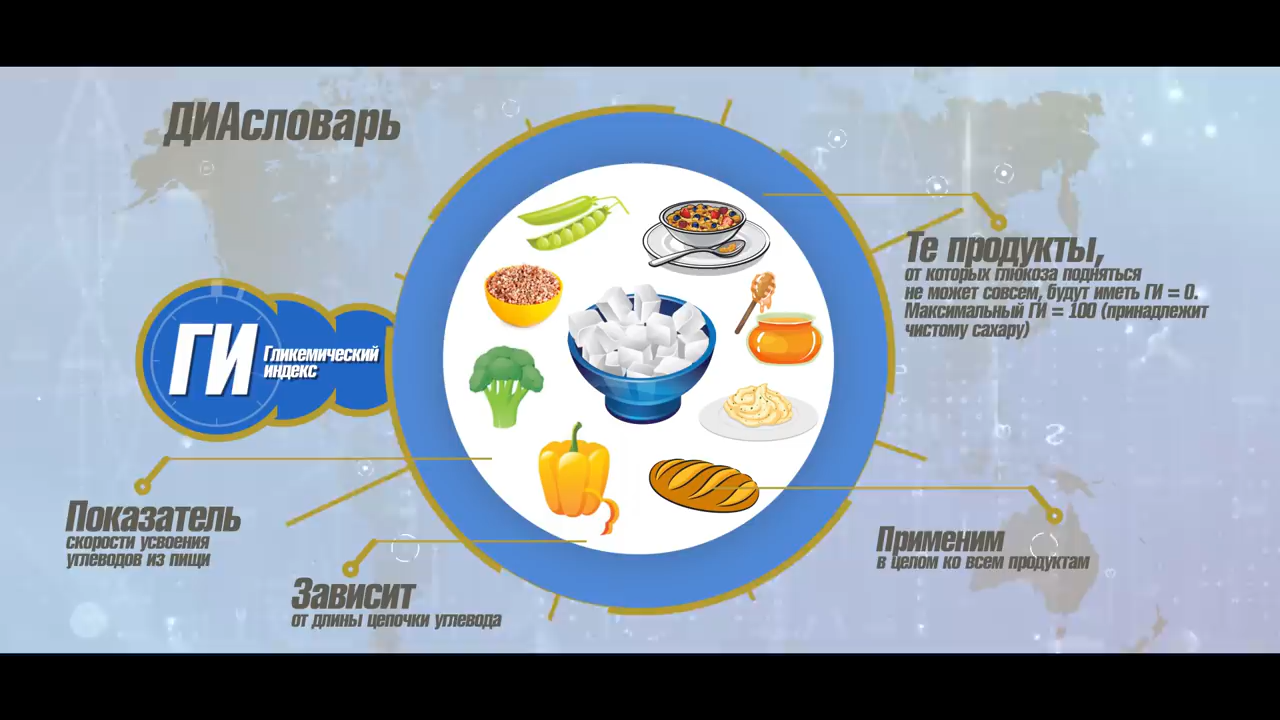 ДИАсловарь
ГИ
Гликемический
индекс
Показатель
скорости усвоения
углеводов из пищи
Зависит
от длины цепочки углевода
Те продукты,
от которых глюкоза подняться
не может совсем, будут иметь ГИ = 0.
Максимальный ГИ = 100 (принадлежит
чистому сахару)
Применим
в целом ко всем продуктам